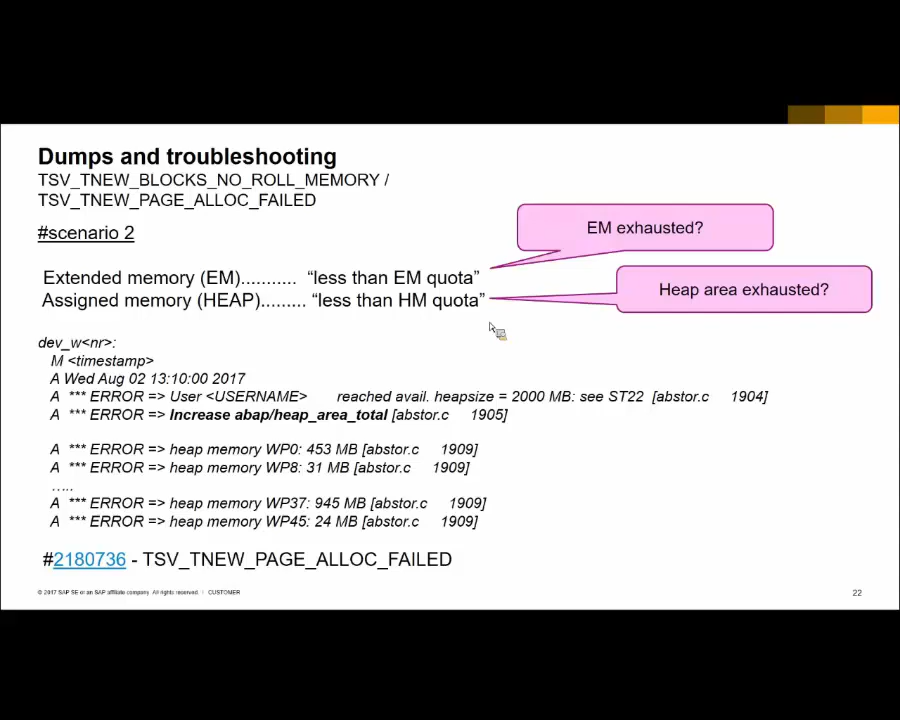 Dumps and troubleshooting
TSV_TNEW_BLOCKS_NO_ROLL_MEMORY /
TSV_TNEW_PAGE_ALLOC_FAILED
#scenario 2
EM exhausted?
Extended memory (EM)........... “less than EM quota”
Assigned memory (HEAP)......... “less than HM quota”
Heap area exhausted?
dev_w<nr>:
M <timestamp>
A Wed Aug 02 13:10:00 2017
A *** ERROR => User <USERNAME> reached avail. heapsize = 2000 MB: see ST22 [abstor.c 1904]
A *** ERROR => Increase abap/heap_area_total [abstor.c 1905]
A *** ERROR => heap memory WP0: 453 MB [abstor.c 1909]
A *** ERROR => heap memory WP8: 31 MB [abstor.c 1909]
.....
A *** ERROR => heap memory WP37: 945 MB [abstor.c 1909]
A *** ERROR => heap memory WP45: 24 MB [abstor.c 1909]
#2180736 - TSV_TNEW_PAGE_ALLOC_FAILED
© 2017 SAP SE or an SAP affiliate company. All rights reserved. | CUSTOMER
22